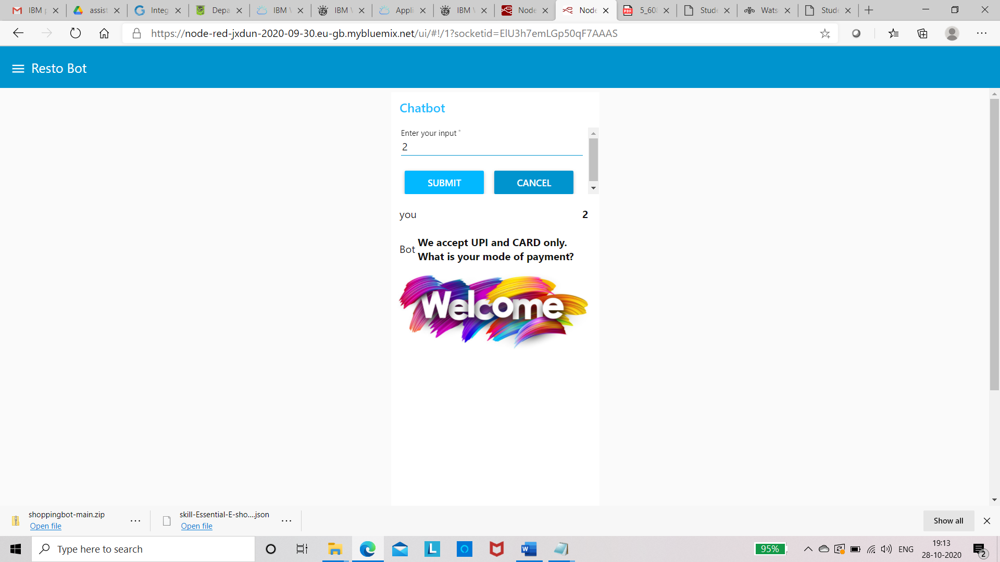 IBM p
assist
Integ
Depa
IBM W
IBM W
Appli
IBM W
Node
Node
5_608
Stude
Wats
Stude
https://node-red-jxdun-2020-09-30.eu-gb.mybluemix.net/ui/#!/1?socketid=ElU3h7emLGp50qF7AAAS
Resto Bot
Chatbot
Enter your input *
2
SUBMIT CANCEL
you 2
Bot
We accept UPI and CARD only.
What is your mode of payment?
Welcome
shoppingbot-main.zip
Open file
skill-Essential-E-sho....json
Open file
Show all
Type here to search
95%
ENG
19:13
28-10-2020
2